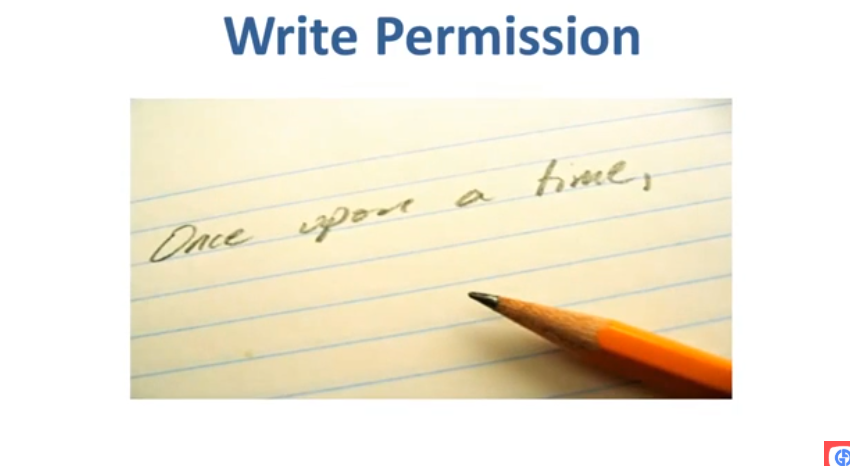 Write Permission
Once upon a time,